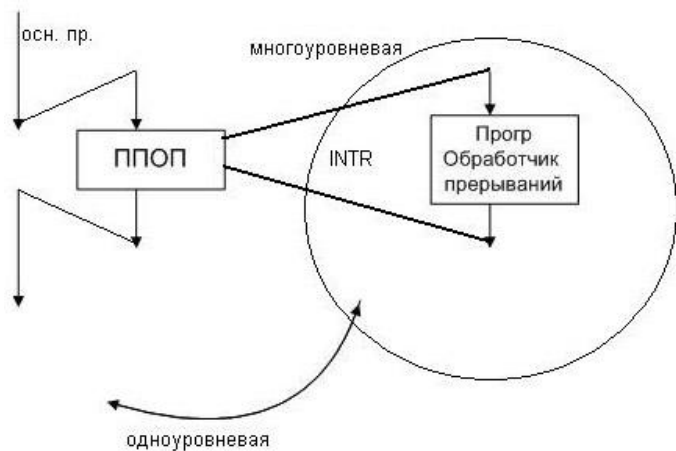 осн. пр.
многоуровневая
ППОП
INTR
Прогр
Обработчик
прерываний
одноуровневая